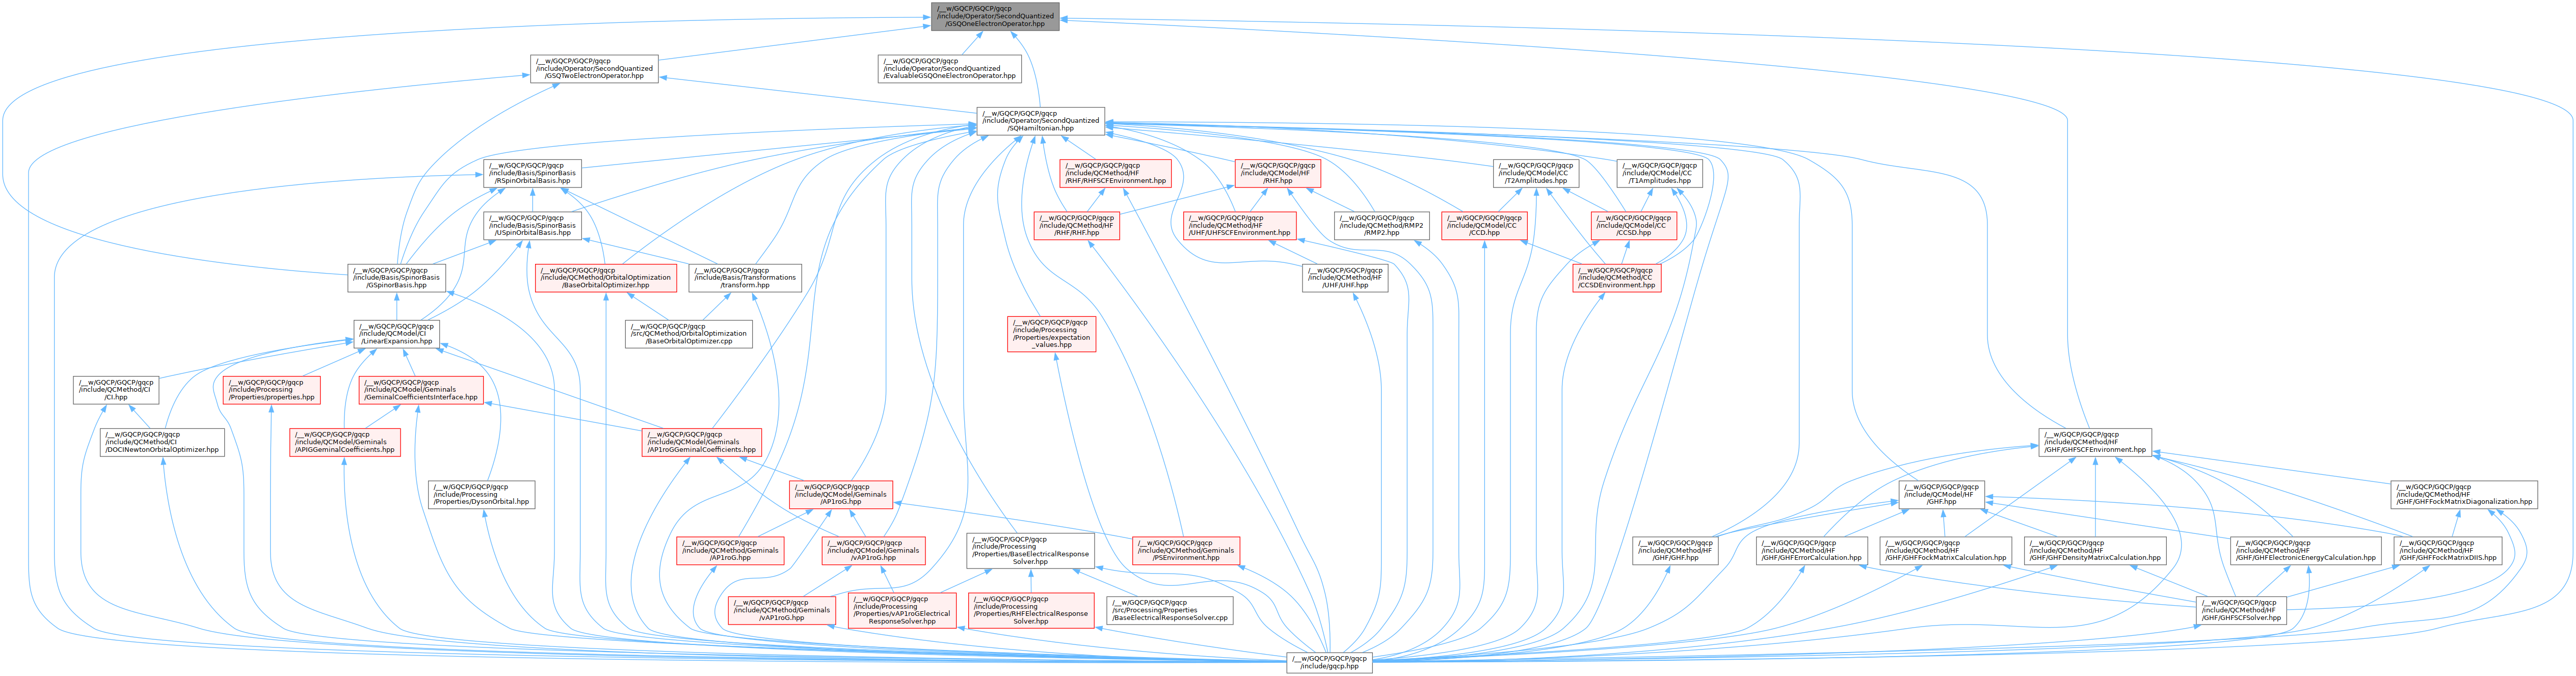 /__w/GQCP/GQCP/gqcp
/include/Operator/SecondQuantized
/GSQOneElectronOperator.hpp
/__w/GQCP/GQCP/gqcp
/include/Operator/SecondQuantized
/GSQTwoElectronOperator.hpp
/__w/GQCP/GQCP/gqcp
/include/Operator/SecondQuantized
/EvaluableGSQOneElectronOperator.hpp
/__w/GQCP/GQCP/gqcp
/include/Operator/SecondQuantized
/SQHamiltonian.hpp
/__w/GQCP/GQCP/gqcp
/include/Basis/SpinorBasis
/RSpinOrbitalBasis.hpp
/__w/GQCP/GQCP/gqcp
/include/QCMethod/HF
/RHF/RHFSCFEnvironment.hpp
/__w/GQCP/GQCP/gqcp
/include/QCModel/HF
/RHF.hpp
/__w/GQCP/GQCP/gqcp
/include/QCModel/CC
/T2Amplitudes.hpp
/__w/GQCP/GQCP/gqcp
/include/QCModel/CC
/T1Amplitudes.hpp
/__w/GQCP/GQCP/gqcp
/include/Basis/SpinorBasis
/USpinOrbitalBasis.hpp
/__w/GQCP/GQCP/gqcp
/include/QCMethod/HF
/RHF/RHF.hpp
/__w/GQCP/GQCP/gqcp
/include/QCMethod/HF
/UHF/UHFSCFEnvironment.hpp
/__w/GQCP/GQCP/gqcp
/include/QCMethod/RMP2
/RMP2.hpp
/__w/GQCP/GQCP/gqcp
/include/QCModel/CC
/CCD.hpp
/__w/GQCP/GQCP/gqcp
/include/QCModel/CC
/CCSD.hpp
/__w/GQCP/GQCP/gqcp
/include/Basis/SpinorBasis
/GSpinorBasis.hpp
/__w/GQCP/GQCP/gqcp
/include/QCMethod/OrbitalOptimization
/BaseOrbitalOptimizer.hpp
/__w/GQCP/GQCP/gqcp
/include/Basis/Transformations
/transform.hpp
/__w/GQCP/GQCP/gqcp
/include/QCMethod/HF
/UHF/UHF.hpp
/__w/GQCP/GQCP/gqcp
/include/QCMethod/CC
/CCSDEnvironment.hpp
/__w/GQCP/GQCP/gqcp
/include/QCModel/CI
/LinearExpansion.hpp
/__w/GQCP/GQCP/gqcp
/src/QCMethod/OrbitalOptimization
/BaseOrbitalOptimizer.cpp
/__w/GQCP/GQCP/gqcp
/include/Processing
/Properties/expectation
_values.hpp
/__w/GQCP/GQCP/gqcp
/include/QCMethod/CI
/CI.hpp
/__w/GQCP/GQCP/gqcp
/include/Processing
/Properties/properties.hpp
/__w/GQCP/GQCP/gqcp
/include/QCModel/Geminals
/GeminalCoefficientsInterface.hpp
/__w/GQCP/GQCP/gqcp
/include/QCMethod/CI
/DOCINewtonOrbitalOptimizer.hpp
/__w/GQCP/GQCP/gqcp
/include/QCModel/Geminals
/APIGGeminalCoefficients.hpp
/__w/GQCP/GQCP/gqcp
/include/QCModel/Geminals
/AP1roGGeminalCoefficients.hpp
/__w/GQCP/GQCP/gqcp
/include/QCMethod/HF
/GHF/GHFSCFEnvironment.hpp
/__w/GQCP/GQCP/gqcp
/include/Processing
/Properties/DysonOrbital.hpp
/__w/GQCP/GQCP/gqcp
/include/QCModel/Geminals
/AP1roG.hpp
/__w/GQCP/GQCP/gqcp
/include/QCModel/HF
/GHF.hpp
/__w/GQCP/GQCP/gqcp
/include/QCMethod/HF
/GHF/GHFFockMatrixDiagonalization.hpp
/__w/GQCP/GQCP/gqcp
/include/QCMethod/Geminals
/AP1roG.hpp
/__w/GQCP/GQCP/gqcp
/include/QCModel/Geminals
/vAP1roG.hpp
/__w/GQCP/GQCP/gqcp
/include/Processing
/Properties/BaseElectricalResponse
Solver.hpp
/__w/GQCP/GQCP/gqcp
/include/QCMethod/Geminals
/PSEnvironment.hpp
/__w/GQCP/GQCP/gqcp
/include/QCMethod/HF
/GHF/GHF.hpp
/__w/GQCP/GQCP/gqcp
/include/QCMethod/HF
/GHF/GHFErrorCalculation.hpp
/__w/GQCP/GQCP/gqcp
/include/QCMethod/HF
/GHF/GHFFockMatrixCalculation.hpp
/__w/GQCP/GQCP/gqcp
/include/QCMethod/HF
/GHF/GHFDensityMatrixCalculation.hpp
/__w/GQCP/GQCP/gqcp
/include/QCMethod/HF
/GHF/GHFElectronicEnergyCalculation.hpp
/__w/GQCP/GQCP/gqcp
/include/QCMethod/HF
/GHF/GHFFockMatrixDIIS.hpp
/__w/GQCP/GQCP/gqcp
/include/QCMethod/Geminals
/vAP1roG.hpp
/__w/GQCP/GQCP/gqcp
/include/Processing
/Properties/vAP1roGElectrical
ResponseSolver.hpp
/__w/GQCP/GQCP/gqcp
/include/Processing
/Properties/RHFElectricalResponse
Solver.hpp
/__w/GQCP/GQCP/gqcp
/src/Processing/Properties
/BaseElectricalResponseSolver.cpp
/__w/GQCP/GQCP/gqcp
/include/QCMethod/HF
/GHF/GHFSCFSolver.hpp
/__w/GQCP/GQCP/gqcp
/include/gqcp.hpp